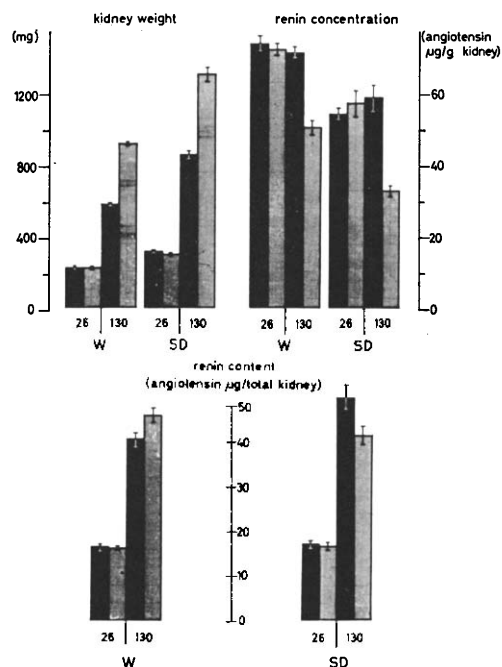 kidney weight
renin concentration
(mg)
(angiotensin
µg/g kidney)
1200
800
400
0
60
40
20
0
26 130 26 130
W SD
26 130 26 130
W SD
renin content
(angiotensin µg/total kidney)
50
40
30
20
10
0
26 130
W
26 130
SD